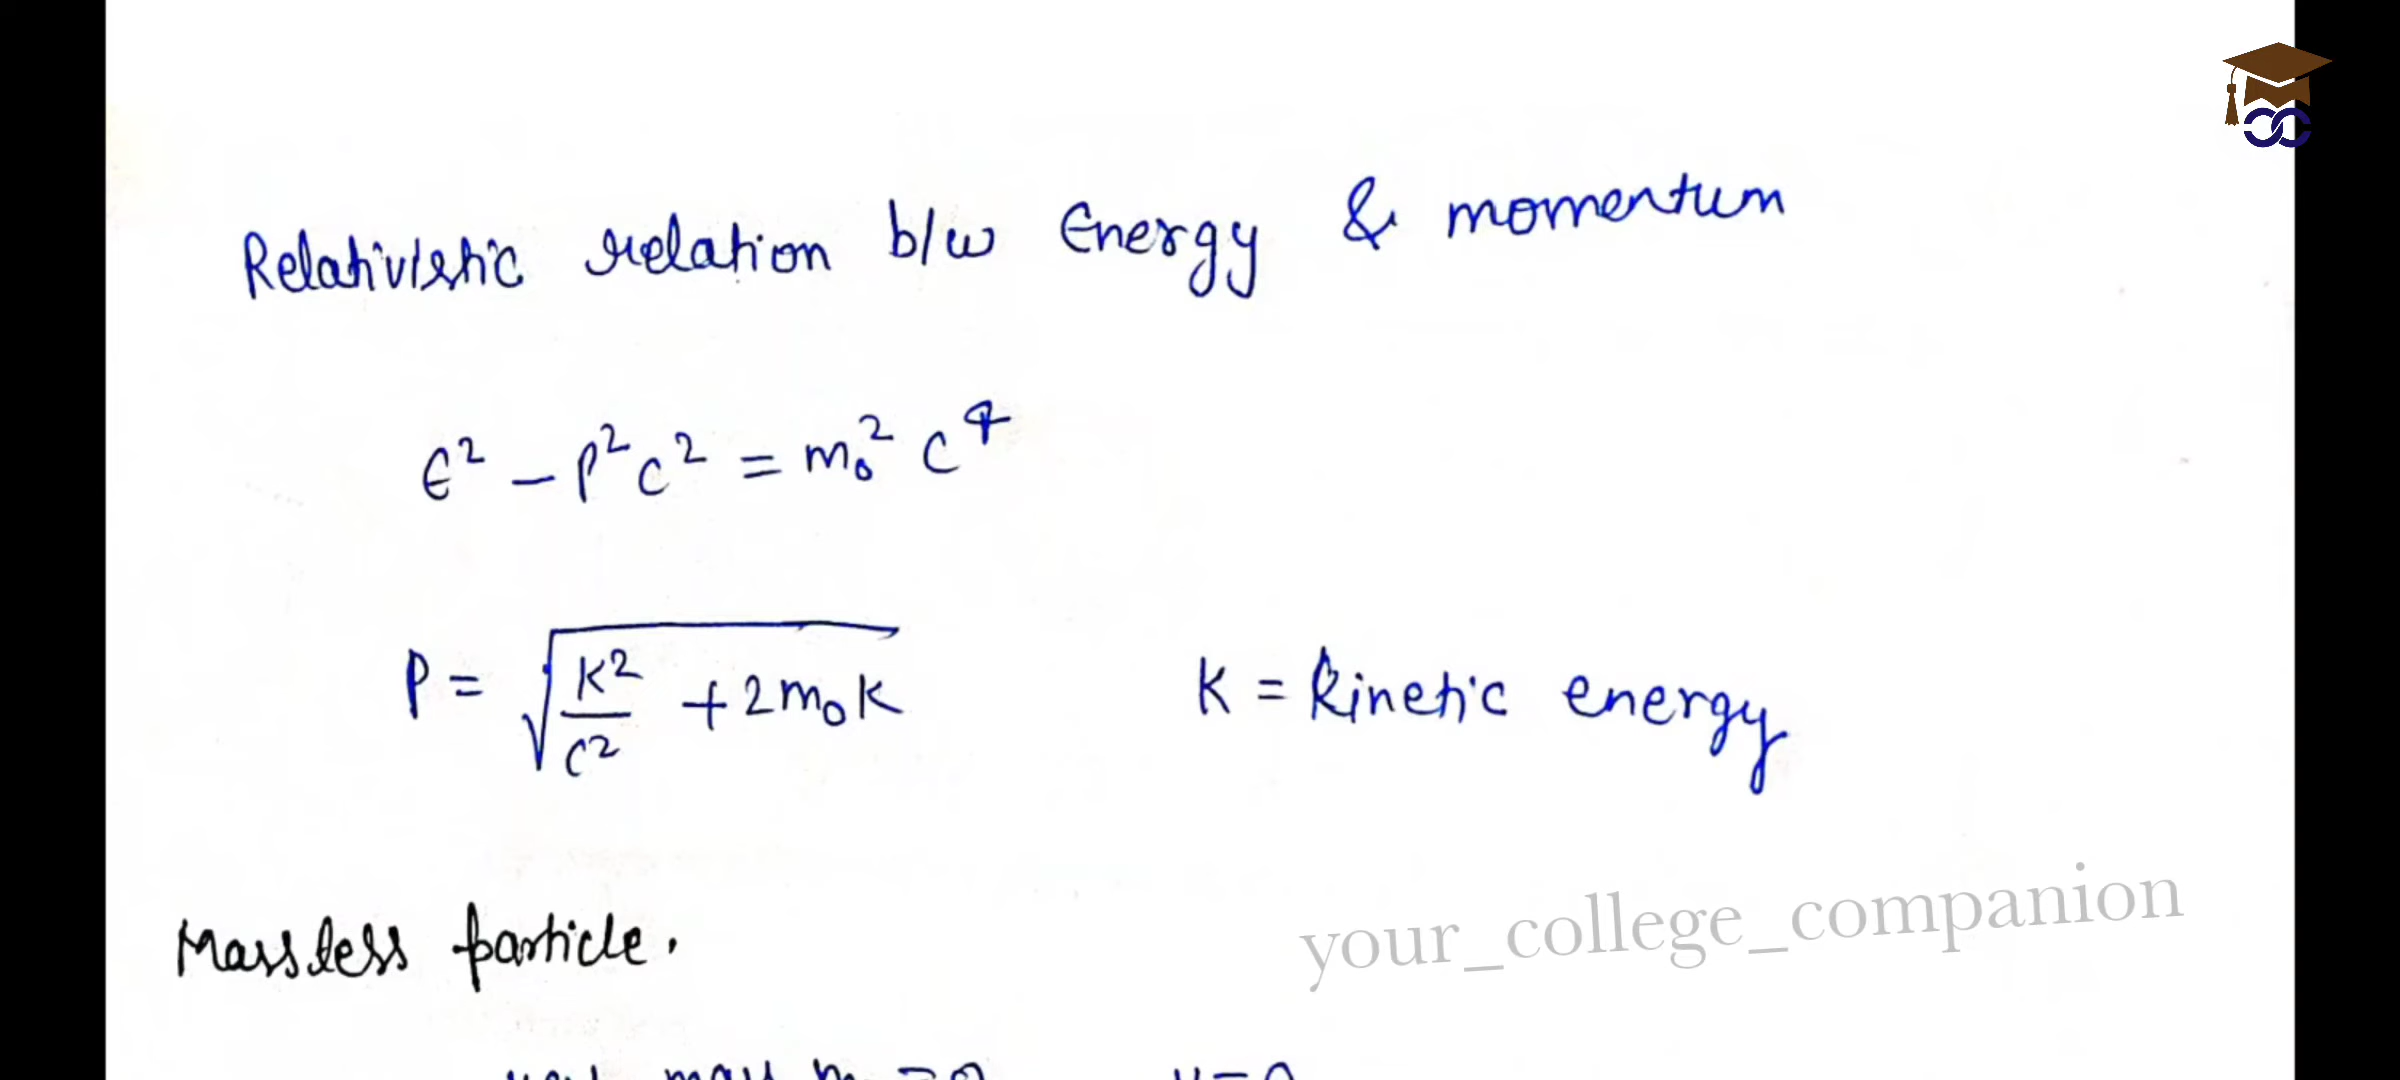 Relativistic relation b/w Energy & momentum
E² - P²c² = m₀² c⁴
P = √(K²/c² + 2m₀K) K = kinetic energy
Massless particle.
your_college_companion